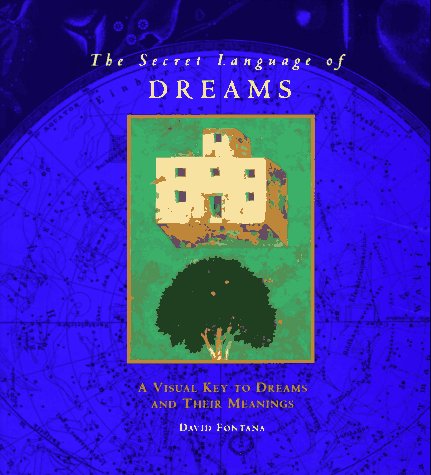 The Secret Language of
DREAMS
A VISUAL KEY TO DREAMS
AND THEIR MEANINGS
DAVID FONTANA